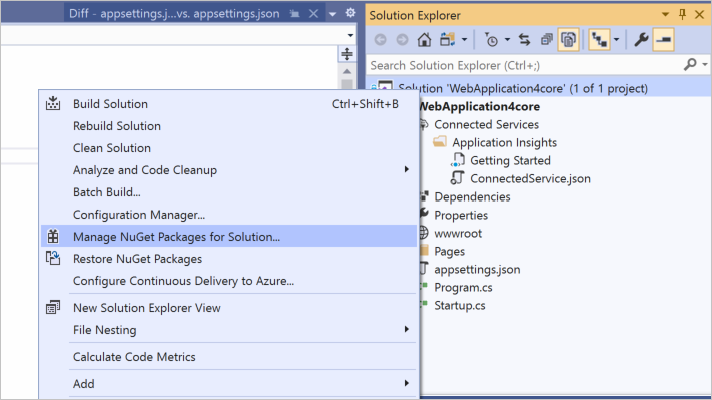 Diff - appsettings.j...vs. appsettings.json
Build Solution Ctrl+Shift+B
Rebuild Solution
Clean Solution
Analyze and Code Cleanup
Batch Build...
Configuration Manager...
Manage NuGet Packages for Solution...
Restore NuGet Packages
Configure Continuous Delivery to Azure...
New Solution Explorer View
File Nesting
Calculate Code Metrics
Add
Solution Explorer
Search Solution Explorer (Ctrl+;)
Solution 'WebApplication4core' (1 of 1 project)
WebApplication4core
Connected Services
Application Insights
Getting Started
ConnectedService.json
Dependencies
Properties
wwwroot
Pages
appsettings.json
Program.cs
Startup.cs